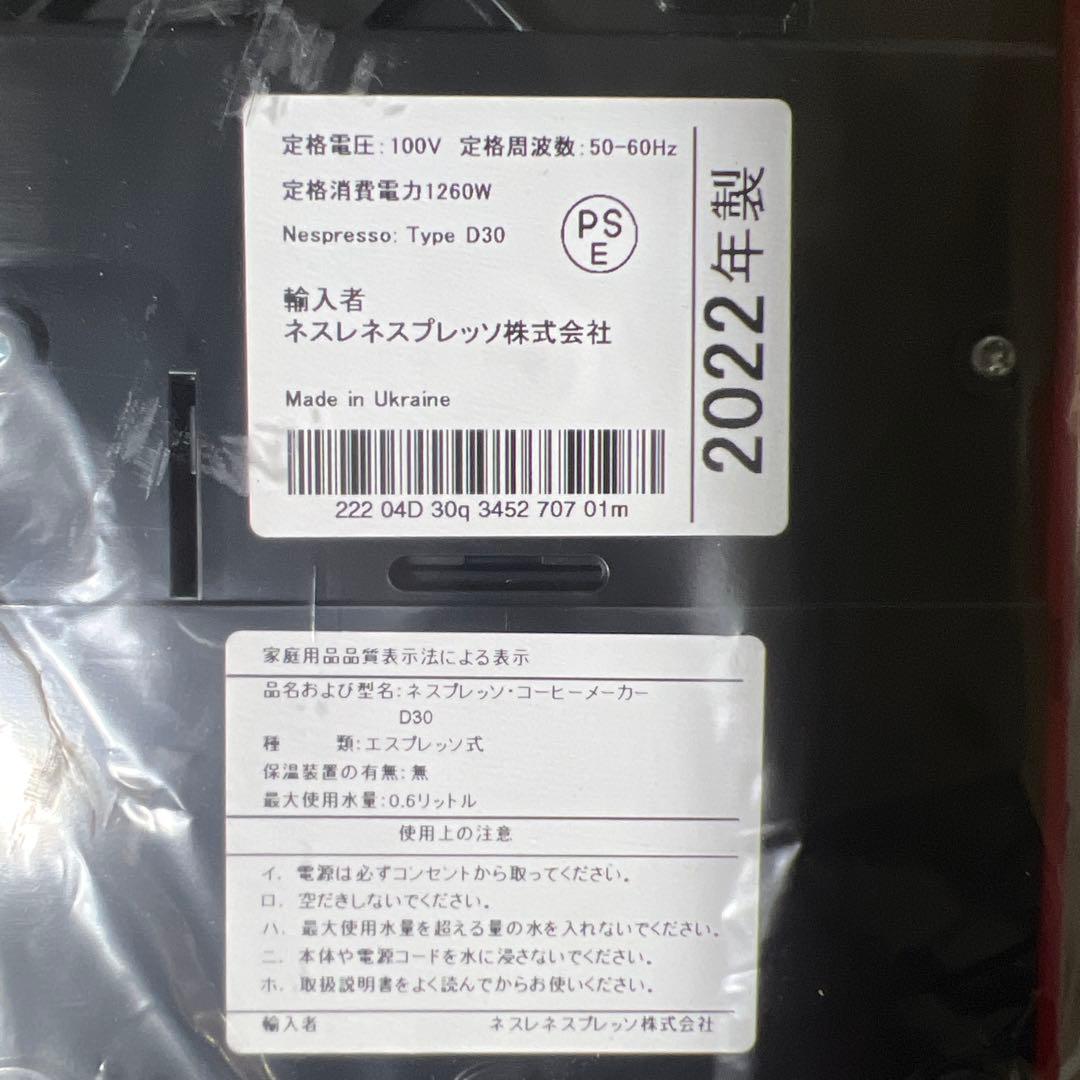 定格電圧:100V 定格周波数:50-60Hz
定格消費電力1260W
Nespresso: Type D30
PS
E
輸入者
ネスレネスプレッソ株式会社
Made in Ukraine
222 04D 30q 3452 707 01m
2022年製
家庭用品品質表示法による表示
品名および型名:ネスプレッソ・コーヒーメーカー
D30
種 類:エスプレッソ式
保温装置の有無:無
最大使用水量:0.6リットル
使用上の注意
イ. 電源は必ずコンセントから取ってください。
ロ. 空だきしないでください。
ハ. 最大使用水量を超える量の水を入れないでください。
ニ. 本体や電源コードを水に浸さないでください。
ホ. 取扱説明書をよく読んでからお使いください。
輸入者 ネスレネスプレッソ株式会社